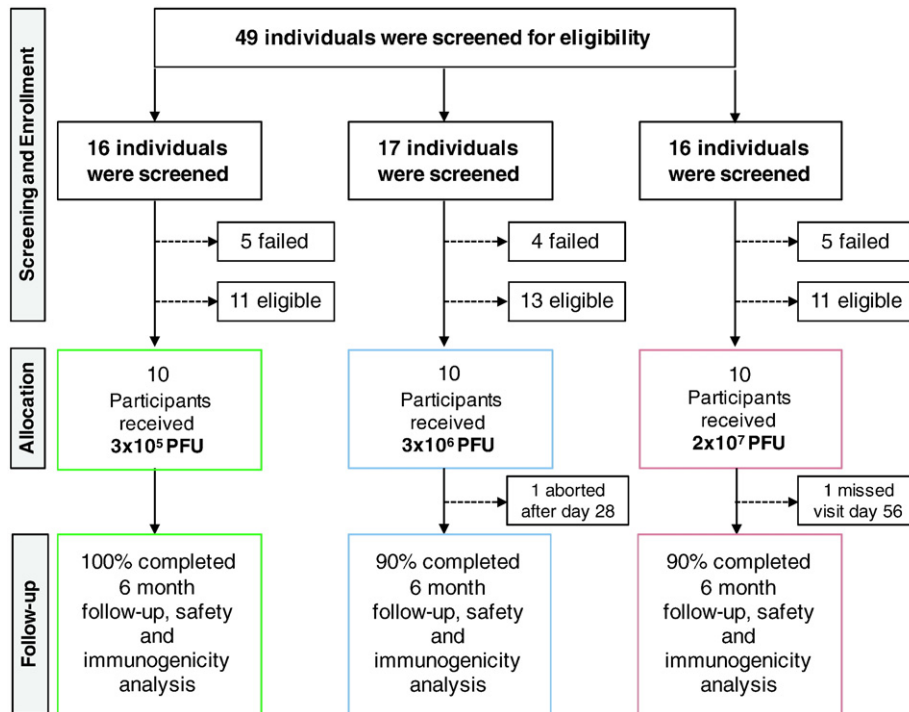 49 individuals were screened for eligibility
Screening and Enrollment
16 individuals
were screened
17 individuals
were screened
16 individuals
were screened
5 failed
4 failed
5 failed
11 eligible
13 eligible
11 eligible
Allocation
10
Participants
received
3x10⁵ PFU
10
Participants
received
3x10⁶ PFU
10
Participants
received
2x10⁷ PFU
1 aborted
after day 28
1 missed
visit day 56
Follow-up
100% completed
6 month
follow-up, safety
and
immunogenicity
analysis
90% completed
6 month
follow-up, safety
and
immunogenicity
analysis
90% completed
6 month
follow-up, safety
and
immunogenicity
analysis